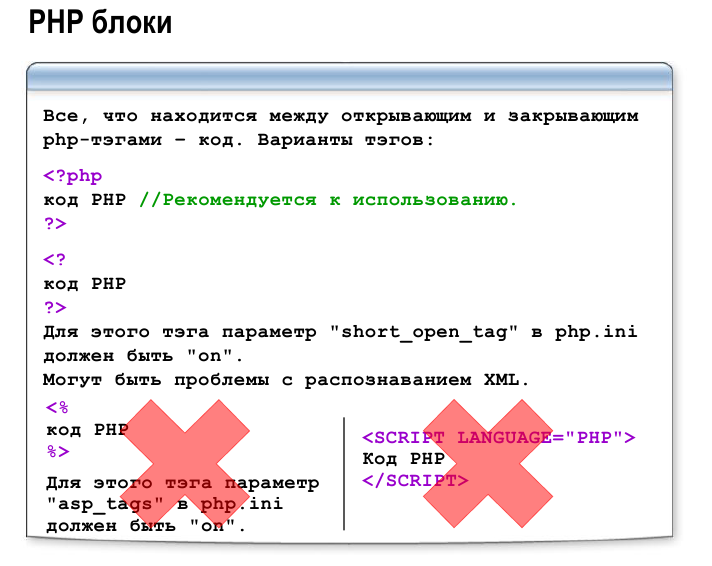 PHP блоки
Все, что находится между открывающим и закрывающим
php-тэгами – код. Варианты тэгов:
<?php
код PHP //Рекомендуется к использованию.
?>
<?
код PHP
?>
Для этого тэга параметр "short_open_tag" в php.ini
должен быть "on".
Могут быть проблемы с распознаванием XML.
<%
код PHP
%>
Для этого тэга параметр
"asp_tags" в php.ini
должен быть "on".
<SCRIPT LANGUAGE="PHP">
Код PHP
</SCRIPT>